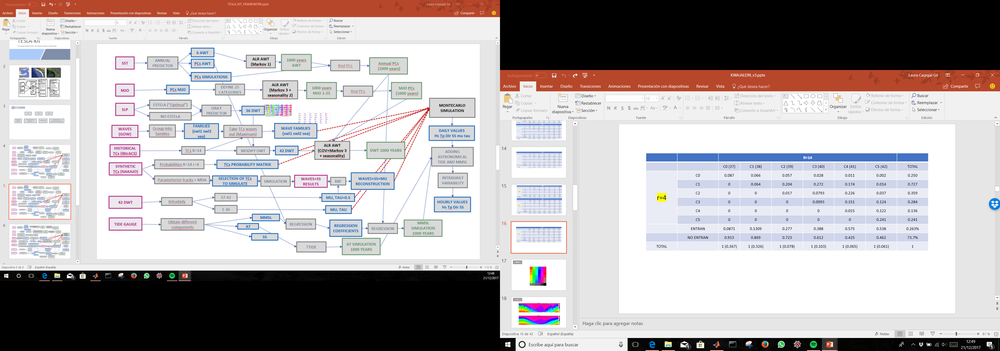 Autoguardado
TESLA_KIT_FRAMEWORK.pptx
Laura Cagigal Gil
Archivo Inicio Insertar Diseño Transiciones Animaciones Presentación con diapositivas Revisar Vista ¿Qué desea hacer? Compartir
Pegar
Cortar
Copiar
Copiar formato
Portapapeles
Nueva
diapositiva
Diseño
Restablecer
Sección
Diapositivas
9
N K S S abc AV Aa A
Fuente
Dirección del texto
Alinear texto
Convertir a SmartArt
Párrafo
Organizar
Estilos
rápidos
Relleno de forma
Contorno de forma
Efectos de forma
Dibujo
Buscar
Reemplazar
Seleccionar
Edición
TESLA-Kit
2
3
4
5
6
SST
ANNUAL
PREDICTOR
6 AWT
PCs AWT
PCs SIMULATIONS
ALR AWT
(Markov 1)
1000 years
AWT
Rnd PCs
Annual PCs
(1000 years)
MJO
PCs MJO
DEFINE 25
CATEGORIES
ALR AWT
(Markov 3 +
seasonality 2)
1000 years
MJO 1-25
Rnd PCs
MJO PCs
(1000 years)
SLP
ESTELA ("Optimal")
NO ESTELA
DAILY
PREDICTOR
36 DWT
MONTECARLO
SIMULATION
WAVES
(GOW)
Group into
families
FAMILIES
(swl1 swl2
sea)
Take TCs waves
out (Maximum)
WAVE FAMILIES
(swl1 swl2 sea)
DAILY VALUES
Hs Tp Dir SS mu tau
HISTORICAL
TCs (IBtrACS)
TCs R=14
MODIFY DWT
42 DWT
ALR AWT
(COV+Markov 3
+ seasonality)
DWT 1000 YEARS
ADDING
ASTRONOMICAL
TIDE AND MMSL
SYNTHETIC
TCs (NAKAJO)
Probabilities R=14 r=4
TCs PROBABILITY MATRIX
Parameterize tracks + MDA
SELECTION OF TCs
TO SIMULATE
SIMULATION
WAVES+SS
RESULTS
RBF
WAVES+SS+MU
RECONSTRUCTION
INTRADAILY
VARIABILITY
42 DWT
Intradaily
37-42
1-36
MU, TAU=0.5
MU, TAU
HOURLY VALUES
Hs Tp Dir SS
TIDE GAUGE
Obtain different
components
MMSL
AT
SS
REGRESSION
REGRESSION
COEFFICIENTS
REGRESSION
MMSL
SIMULATION
1000 YEARS
TTIDE
AT SIMULATION
1000 YEARS
Diapositiva 5 de 8 Español (España)
Notas
115 %
12:49
21/12/2017
Autoguardado
KWAJALEIN_v3.pptx
Laura Cagigal Gil
Archivo Inicio Insertar Diseño Transiciones Animaciones Presentación con diapositivas Revisar Vista ¿Qué desea hacer? Compartir
Pegar
Cortar
Copiar
Copiar formato
Portapapeles
Nueva
diapositiva
Diseño
Restablecer
Sección
Diapositivas
12
N K S S abc AV Aa A
Fuente
Dirección del texto
Alinear texto
Convertir a SmartArt
Párrafo
Organizar
Estilos
rápidos
Relleno de forma
Contorno de forma
Efectos de forma
Dibujo
Buscar
Reemplazar
Seleccionar
Edición
14
15
16
17
18
R=14
C0 (37) C1 (38) C2 (39) C3 (40) C4 (41) C5 (42) TOTAL
r=4
C0 0.087 0.066 0.057 0.028 0.011 0.002 0.250
C1 0 0.064 0.204 0.272 0.174 0.014 0.727
C2 0 0 0.017 0.0793 0.226 0.037 0.359
C3 0 0 0 0.0093 0.151 0.124 0.284
C4 0 0 0 0 0.015 0.122 0.136
C5 0 0 0 0 0 0.241 0.241
ENTRAN 0.0871 0.1309 0.277 0.388 0.575 0.538 0.263%
NO ENTRAN 0.913 0.869 0.723 0.612 0.425 0.462 73.7%
TOTAL 1 (0.367) 1 (0.326) 1 (0.078) 1 (0.103) 1 (0.065) 1 (0.061) 1
Haga clic para agregar notas
Diapositiva 16 de 42 Español (España)
Notas
81 %
Escribe aquí para buscar
12:49
21/12/2017